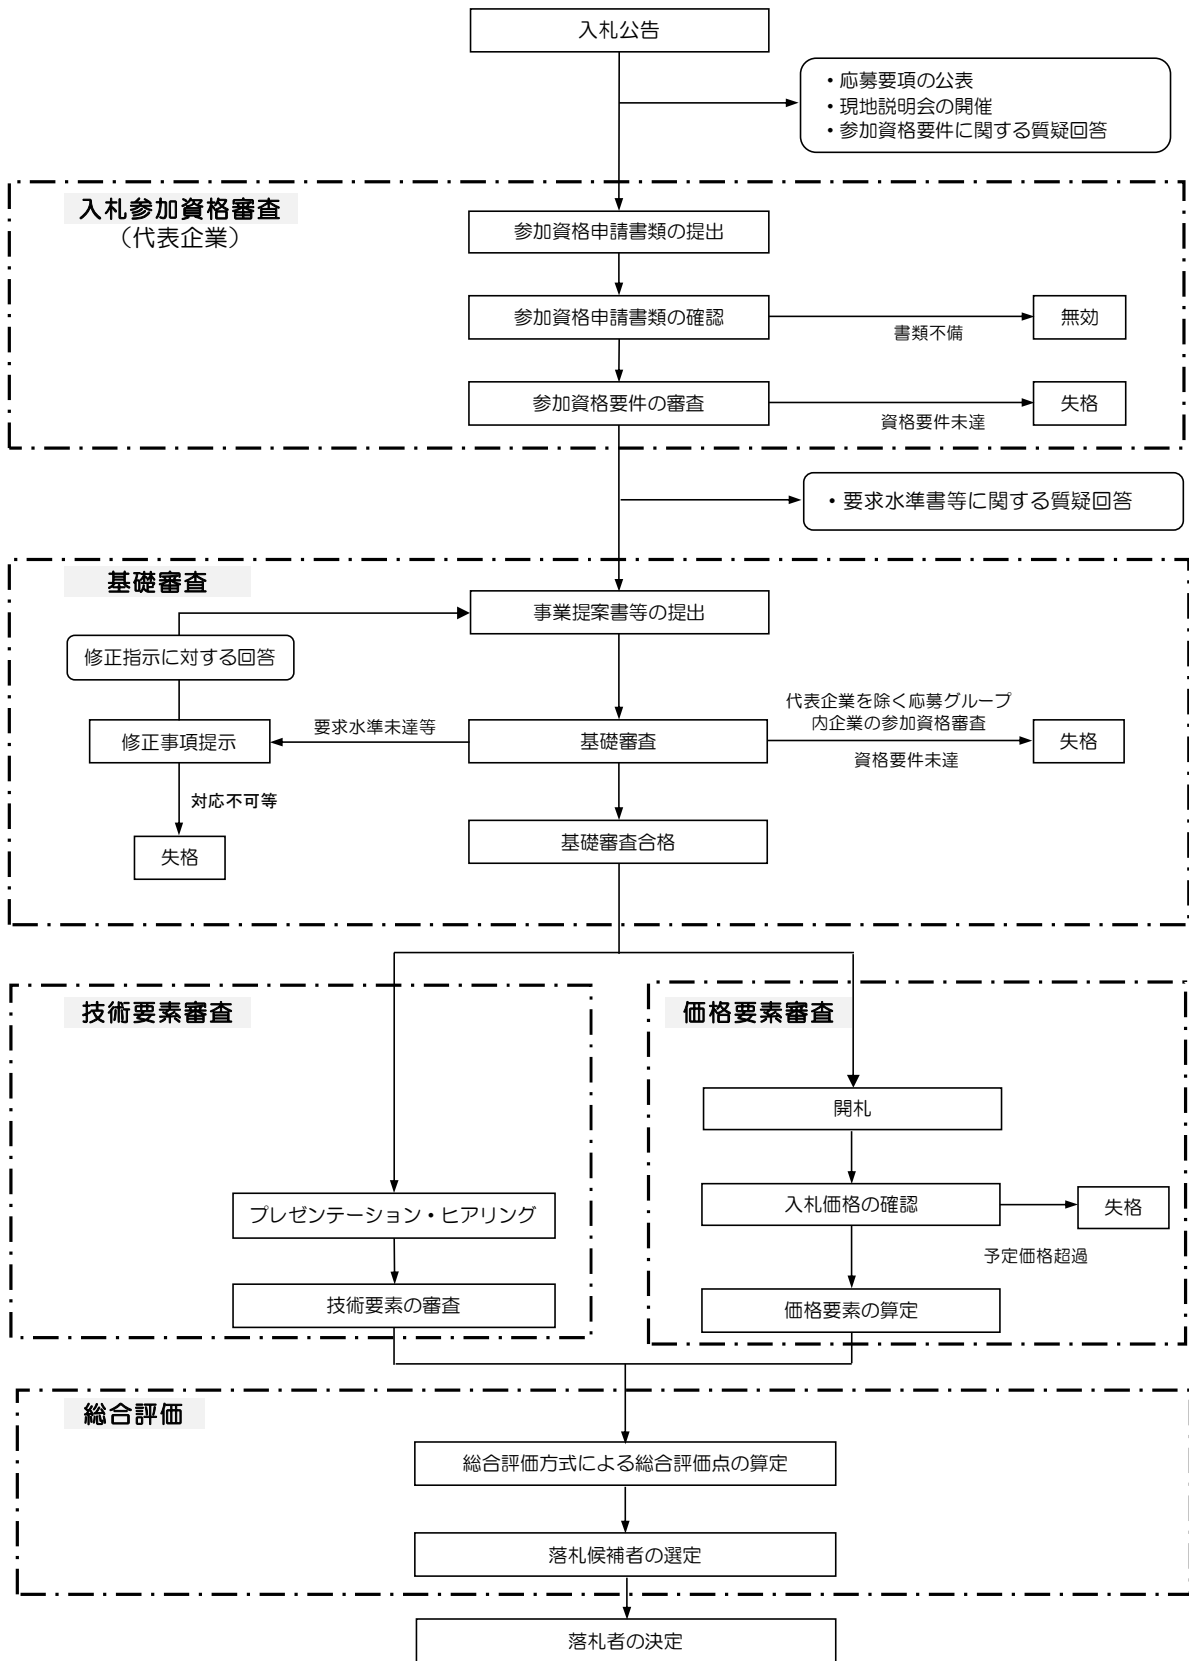 入札公告
・応募要項の公表
・現地説明会の開催
・参加資格要件に関する質疑回答
入札参加資格審査
（代表企業）
参加資格申請書類の提出
参加資格申請書類の確認
書類不備
無効
参加資格要件の審査
資格要件未達
失格
・要求水準書等に関する質疑回答
基礎審査
事業提案書等の提出
修正指示に対する回答
修正事項提示
要求水準未達等
基礎審査
代表企業を除く応募グループ
内企業の参加資格審査
資格要件未達
失格
対応不可等
失格
基礎審査合格
技術要素審査
プレゼンテーション・ヒアリング
技術要素の審査
価格要素審査
開札
入札価格の確認
失格
予定価格超過
価格要素の算定
総合評価
総合評価方式による総合評価点の算定
落札候補者の選定
落札者の決定